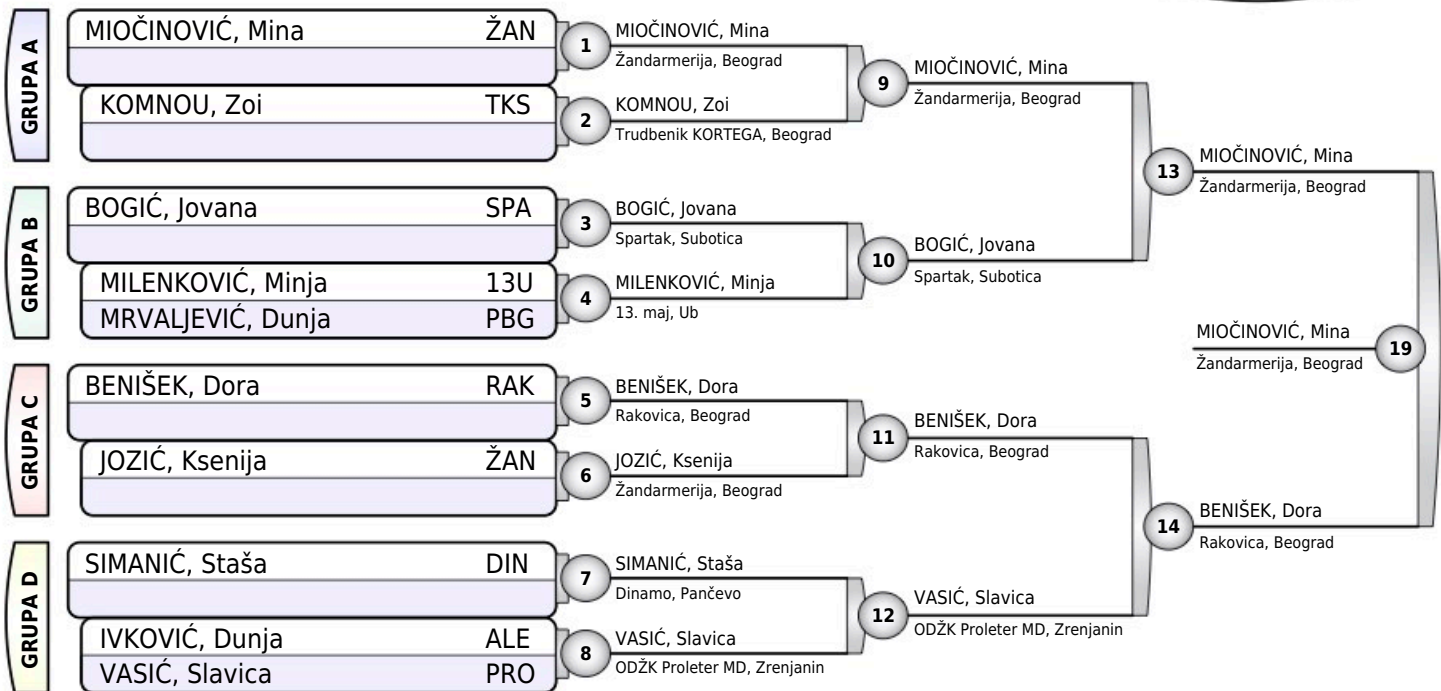 GRUPA A
MIOČINOVIĆ, Mina ŽAN
KOMNOU, Zoi TKS
1
MIOČINOVIĆ, Mina
Žandarmerija, Beograd
2
KOMNOU, Zoi
Trudbenik KORTEGA, Beograd
9
MIOČINOVIĆ, Mina
Žandarmerija, Beograd
GRUPA B
BOGIĆ, Jovana SPA
MILENKOVIĆ, Minja 13U
MRVALJEVIĆ, Dunja PBG
3
BOGIĆ, Jovana
Spartak, Subotica
4
MILENKOVIĆ, Minja
13. maj, Ub
10
BOGIĆ, Jovana
Spartak, Subotica
13
MIOČINOVIĆ, Mina
Žandarmerija, Beograd
GRUPA C
BENIŠEK, Dora RAK
JOZIĆ, Ksenija ŽAN
5
BENIŠEK, Dora
Rakovica, Beograd
6
JOZIĆ, Ksenija
Žandarmerija, Beograd
11
BENIŠEK, Dora
Rakovica, Beograd
GRUPA D
SIMANIĆ, Staša DIN
IVKOVIĆ, Dunja ALE
VASIĆ, Slavica PRO
7
SIMANIĆ, Staša
Dinamo, Pančevo
8
VASIĆ, Slavica
ODŽK Proleter MD, Zrenjanin
12
VASIĆ, Slavica
ODŽK Proleter MD, Zrenjanin
14
BENIŠEK, Dora
Rakovica, Beograd
MIOČINOVIĆ, Mina
Žandarmerija, Beograd
19